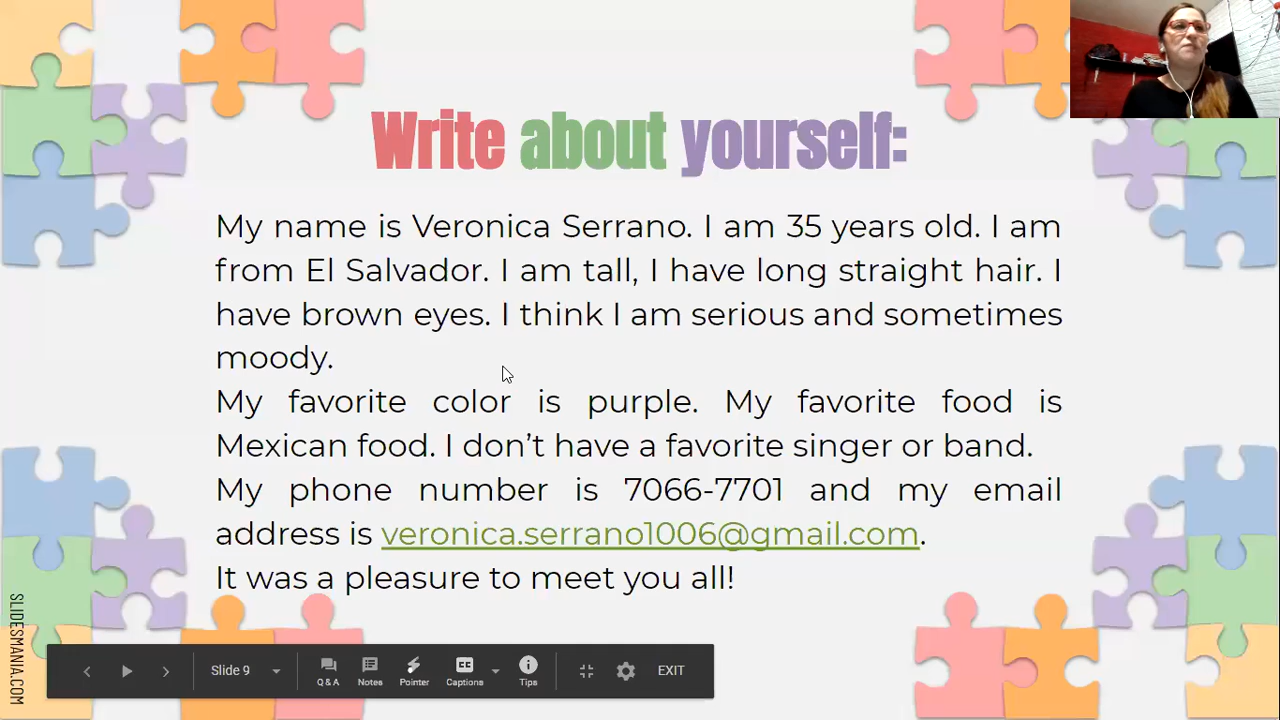 Write about yourself:
My name is Veronica Serrano. I am 35 years old. I am
from El Salvador. I am tall, I have long straight hair. I
have brown eyes. I think I am serious and sometimes
moody.
My favorite color is purple. My favorite food is
Mexican food. I don’t have a favorite singer or band.
My phone number is 7066-7701 and my email
address is veronica.serrano1006@gmail.com.
It was a pleasure to meet you all!
SLIDESMANIA.COM
Slide 9
Q & A
Notes
Pointer
CC
Captions
Tips
EXIT